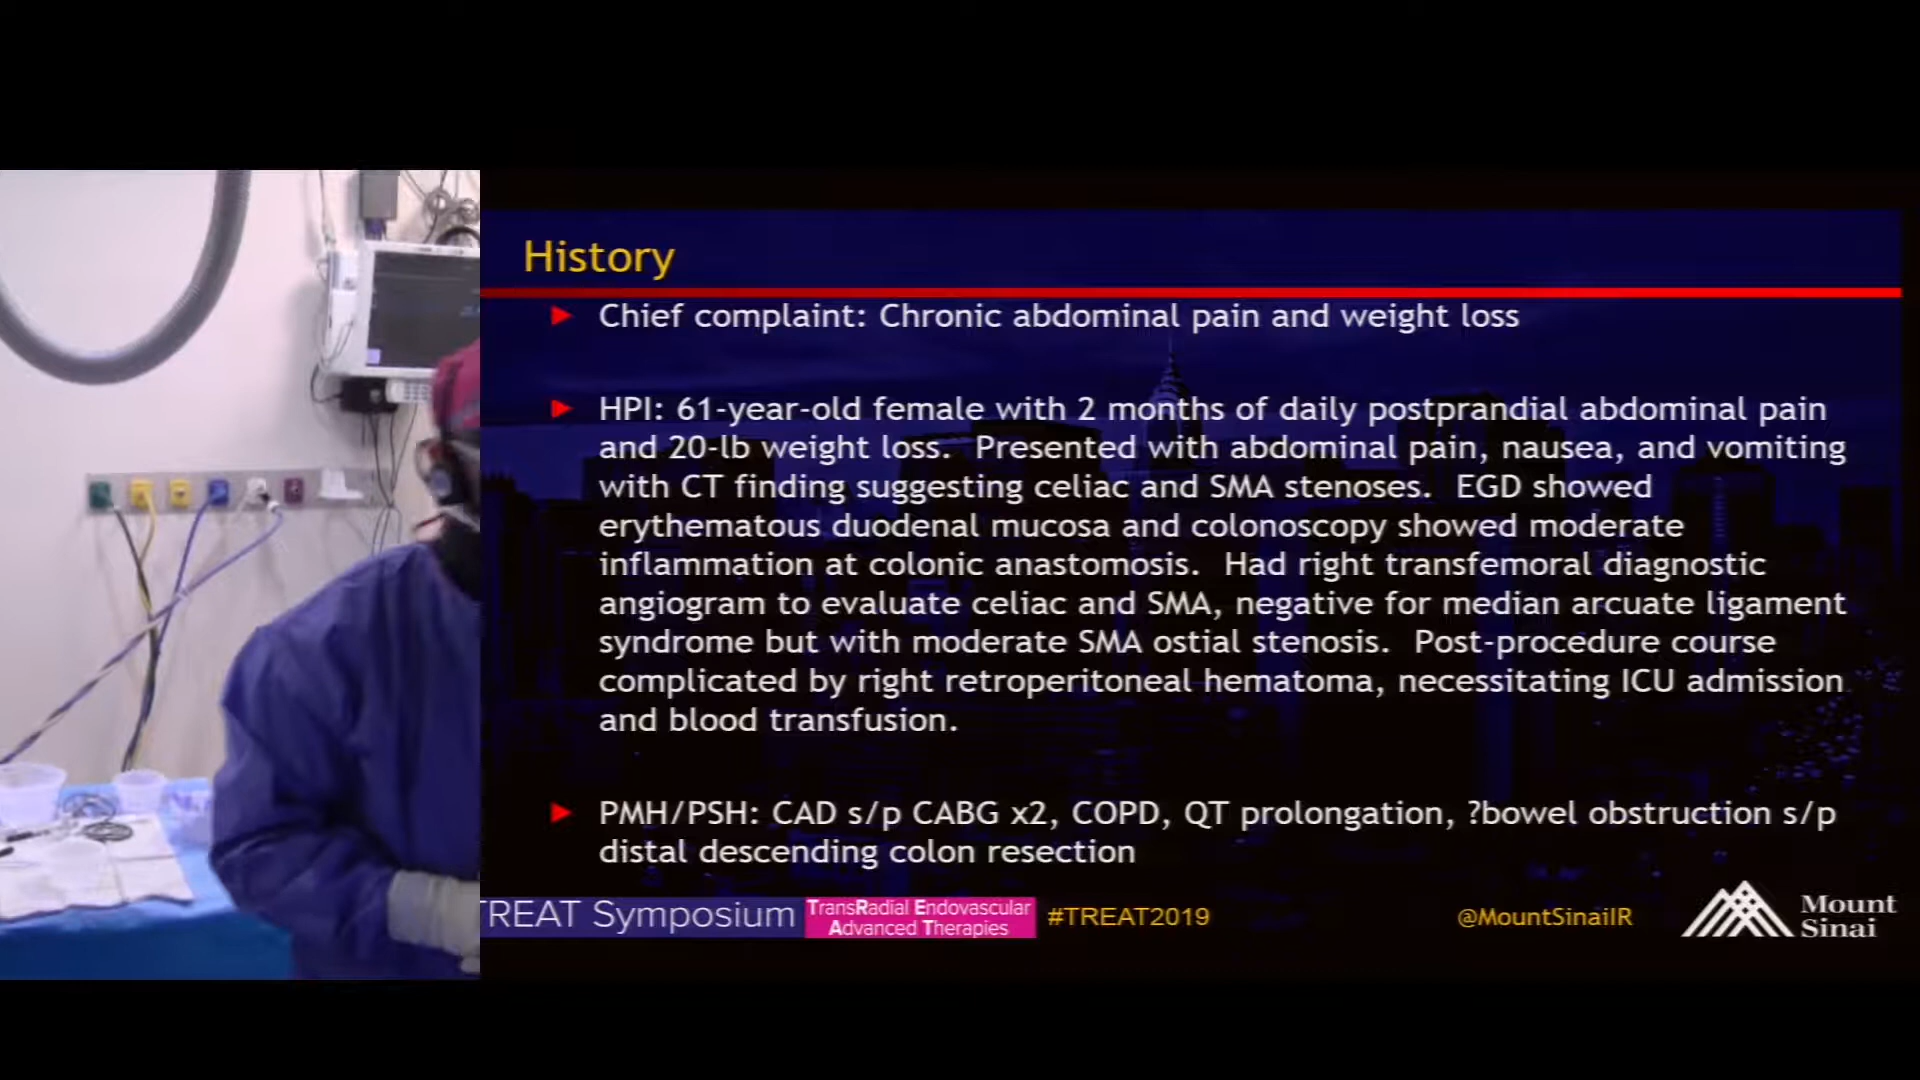 History
► Chief complaint: Chronic abdominal pain and weight loss
► HPI: 61-year-old female with 2 months of daily postprandial abdominal pain
and 20-lb weight loss. Presented with abdominal pain, nausea, and vomiting
with CT finding suggesting celiac and SMA stenoses. EGD showed
erythematous duodenal mucosa and colonoscopy showed moderate
inflammation at colonic anastomosis. Had right transfemoral diagnostic
angiogram to evaluate celiac and SMA, negative for median arcuate ligament
syndrome but with moderate SMA ostial stenosis. Post-procedure course
complicated by right retroperitoneal hematoma, necessitating ICU admission
and blood transfusion.
► PMH/PSH: CAD s/p CABG x2, COPD, QT prolongation, ?bowel obstruction s/p
distal descending colon resection
TREAT Symposium
TransRadial Endovascular
Advanced Therapies
#TREAT2019
@MountSinaiIR
Mount
Sinai